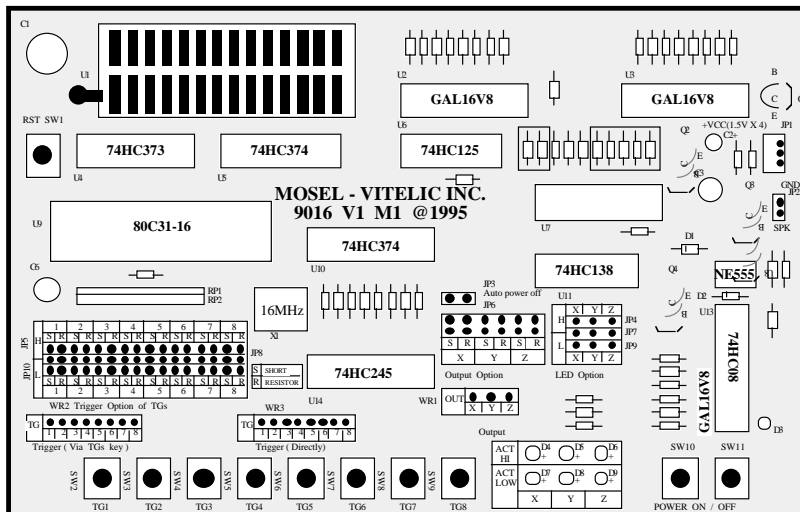 C1
U1
U2
GAL16V8
U3
GAL16V8
B
C
E
C
RST SW1
74HC373
U4
74HC374
U5
U6
74HC125
Q2
+VCC(1.5V X 4)
C2+
JP1
C
E
B
Q3
Q3
GND
JP2
MOSEL - VITELIC INC.
9016 V1 M1 @1995
U9
80C31-16
74HC374
U10
U7
C
E
B
SPK
D1
C6
RP1
RP2
16MHz
X1
JP3
Auto power off
JP6
74HC138
U11
Q4
NE555
D2
U13
C
E
B
JP5
H
1 2 3 4 5 6 7 8
S R S R S R S R S R S R S R S R
JP10
L
S R S R S R S R S R S R S R S R
1 2 3 4 5 6 7 8
JP8
S SHORT
R RESISTOR
74HC245
U14
S R S R S R
X Y Z
Output Option
X Y Z
H
L
X Y Z
JP4
JP7
JP9
LED Option
74HC08
GAL16V8
D3
WR2 Trigger Option of TGs
TG
1 2 3 4 5 6 7 8
Trigger ( Via TGs key )
WR3
TG
1 2 3 4 5 6 7 8
Trigger ( Directly)
WR1
OUT
X Y Z
Output
ACT HI
D4 + D5 + D6 +
ACT LOW
D7 + D8 + D9 +
X Y Z
SW10
SW11
POWER ON / OFF
SW2
SW3
SW4
SW5
SW6
SW7
SW8
SW9
TG1
TG2
TG3
TG4
TG5
TG6
TG7
TG8